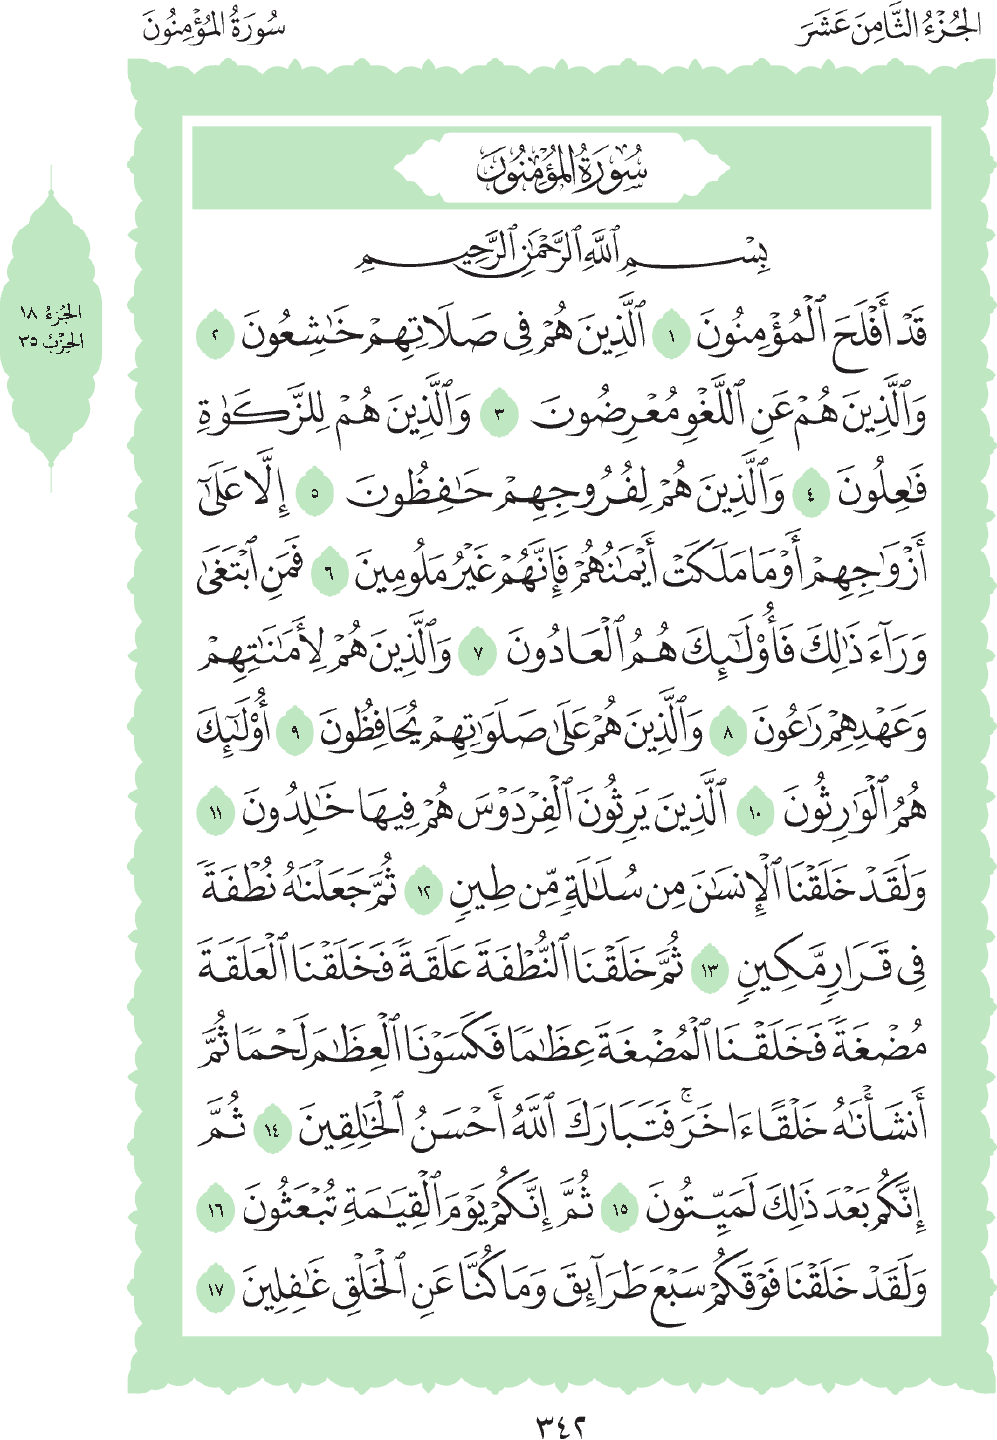 الجُزْءُ الثَّامِنَ عَشَرَ
سُورَةُ المُؤْمِنُونَ
سُورَةُ المُؤْمِنُونَ
بِسْمِ ٱللَّهِ ٱلرَّحْمَٰنِ ٱلرَّحِيمِ
الجُزءُ ١٨
الحِزْبُ ٣٥
قَدْ أَفْلَحَ ٱلْمُؤْمِنُونَ ١ ٱلَّذِينَ هُمْ فِي صَلَاتِهِمْ خَٰشِعُونَ ٢
وَٱلَّذِينَ هُمْ عَنِ ٱللَّغْوِ مُعْرِضُونَ ٣ وَٱلَّذِينَ هُمْ لِلزَّكَوٰةِ
فَٰعِلُونَ ٤ وَٱلَّذِينَ هُمْ لِفُرُوجِهِمْ حَٰفِظُونَ ٥ إِلَّا عَلَىٰٓ
أَزْوَٰجِهِمْ أَوْ مَا مَلَكَتْ أَيْمَٰنُهُمْ فَإِنَّهُمْ غَيْرُ مَلُومِينَ ٦ فَمَنِ ٱبْتَغَىٰ
وَرَآءَ ذَٰلِكَ فَأُوْلَٰٓئِكَ هُمُ ٱلْعَادُونَ ٧ وَٱلَّذِينَ هُمْ لِأَمَٰنَٰتِهِمْ
وَعَهْدِهِمْ رَٰعُونَ ٨ وَٱلَّذِينَ هُمْ عَلَىٰ صَلَوَٰتِهِمْ يُحَافِظُونَ ٩ أُوْلَٰٓئِكَ
هُمُ ٱلْوَٰرِثُونَ ١٠ ٱلَّذِينَ يَرِثُونَ ٱلْفِرْدَوْسَ هُمْ فِيهَا خَٰلِدُونَ ١١
وَلَقَدْ خَلَقْنَا ٱلْإِنسَٰنَ مِن سُلَٰلَةٍ مِّن طِينٍ ١٢ ثُمَّ جَعَلْنَٰهُ نُطْفَةً
فِي قَرَارٍ مَّكِينٍ ١٣ ثُمَّ خَلَقْنَا ٱلنُّطْفَةَ عَلَقَةً فَخَلَقْنَا ٱلْعَلَقَةَ
مُضْغَةً فَخَلَقْنَا ٱلْمُضْغَةَ عِظَٰمًا فَكَسَوْنَا ٱلْعِظَٰمَ لَحْمًا ثُمَّ
أَنشَأْنَٰهُ خَلْقًا ءَاخَرَۚ فَتَبَارَكَ ٱللَّهُ أَحْسَنُ ٱلْخَٰلِقِينَ ١٤ ثُمَّ
إِنَّكُم بَعْدَ ذَٰلِكَ لَمَيِّتُونَ ١٥ ثُمَّ إِنَّكُمْ يَوْمَ ٱلْقِيَٰمَةِ تُبْعَثُونَ ١٦
وَلَقَدْ خَلَقْنَا فَوْقَكُمْ سَبْعَ طَرَآئِقَ وَمَا كُنَّا عَنِ ٱلْخَلْقِ غَٰفِلِينَ ١٧
٣٤٢